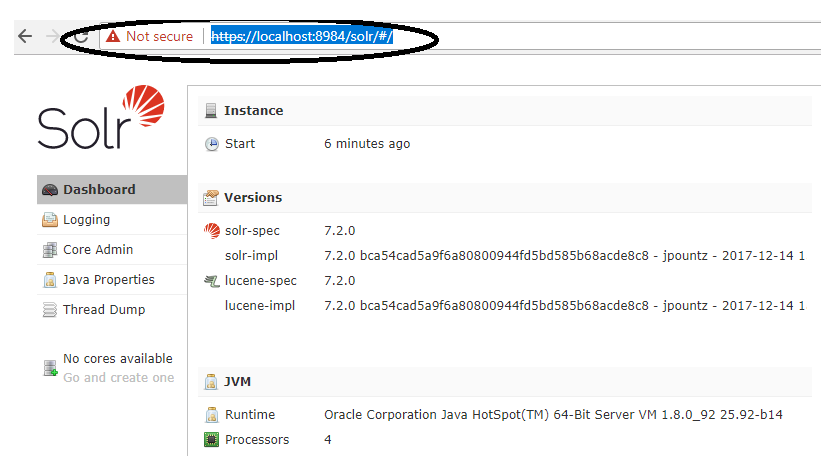 Not secure | https://localhost:8984/solr/#/
Solr
Dashboard
Logging
Core Admin
Java Properties
Thread Dump
No cores available
Go and create one
Instance
Start 6 minutes ago
Versions
solr-spec 7.2.0
solr-impl 7.2.0 bca54cad5a9f6a80800944fd5bd585b68acde8c8 - jpountz - 2017-12-14 1
lucene-spec 7.2.0
lucene-impl 7.2.0 bca54cad5a9f6a80800944fd5bd585b68acde8c8 - jpountz - 2017-12-14 1
JVM
Runtime Oracle Corporation Java HotSpot(TM) 64-Bit Server VM 1.8.0_92 25.92-b14
Processors 4